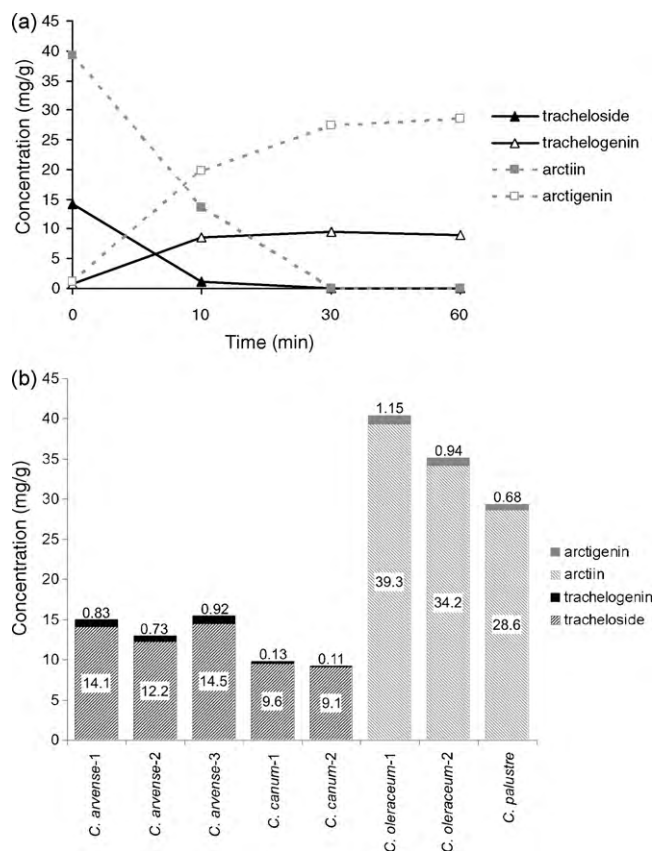 (a)
Concentration (mg/g)
45
40
35
30
25
20
15
10
5
0
0 10 30 60
Time (min)
tracheloside
trachelogenin
arctiin
arctigenin
(b)
Concentration (mg/g)
45
40
35
30
25
20
15
10
5
0
0.83 0.73 0.92 0.13 0.11 1.15 0.94 0.68
14.1 12.2 14.5 9.6 9.1 39.3 34.2 28.6
C. arvense-1
C. arvense-2
C. arvense-3
C. canum-1
C. canum-2
C. oleraceum-1
C. oleraceum-2
C. palustre
arctigenin
arctiin
trachelogenin
tracheloside